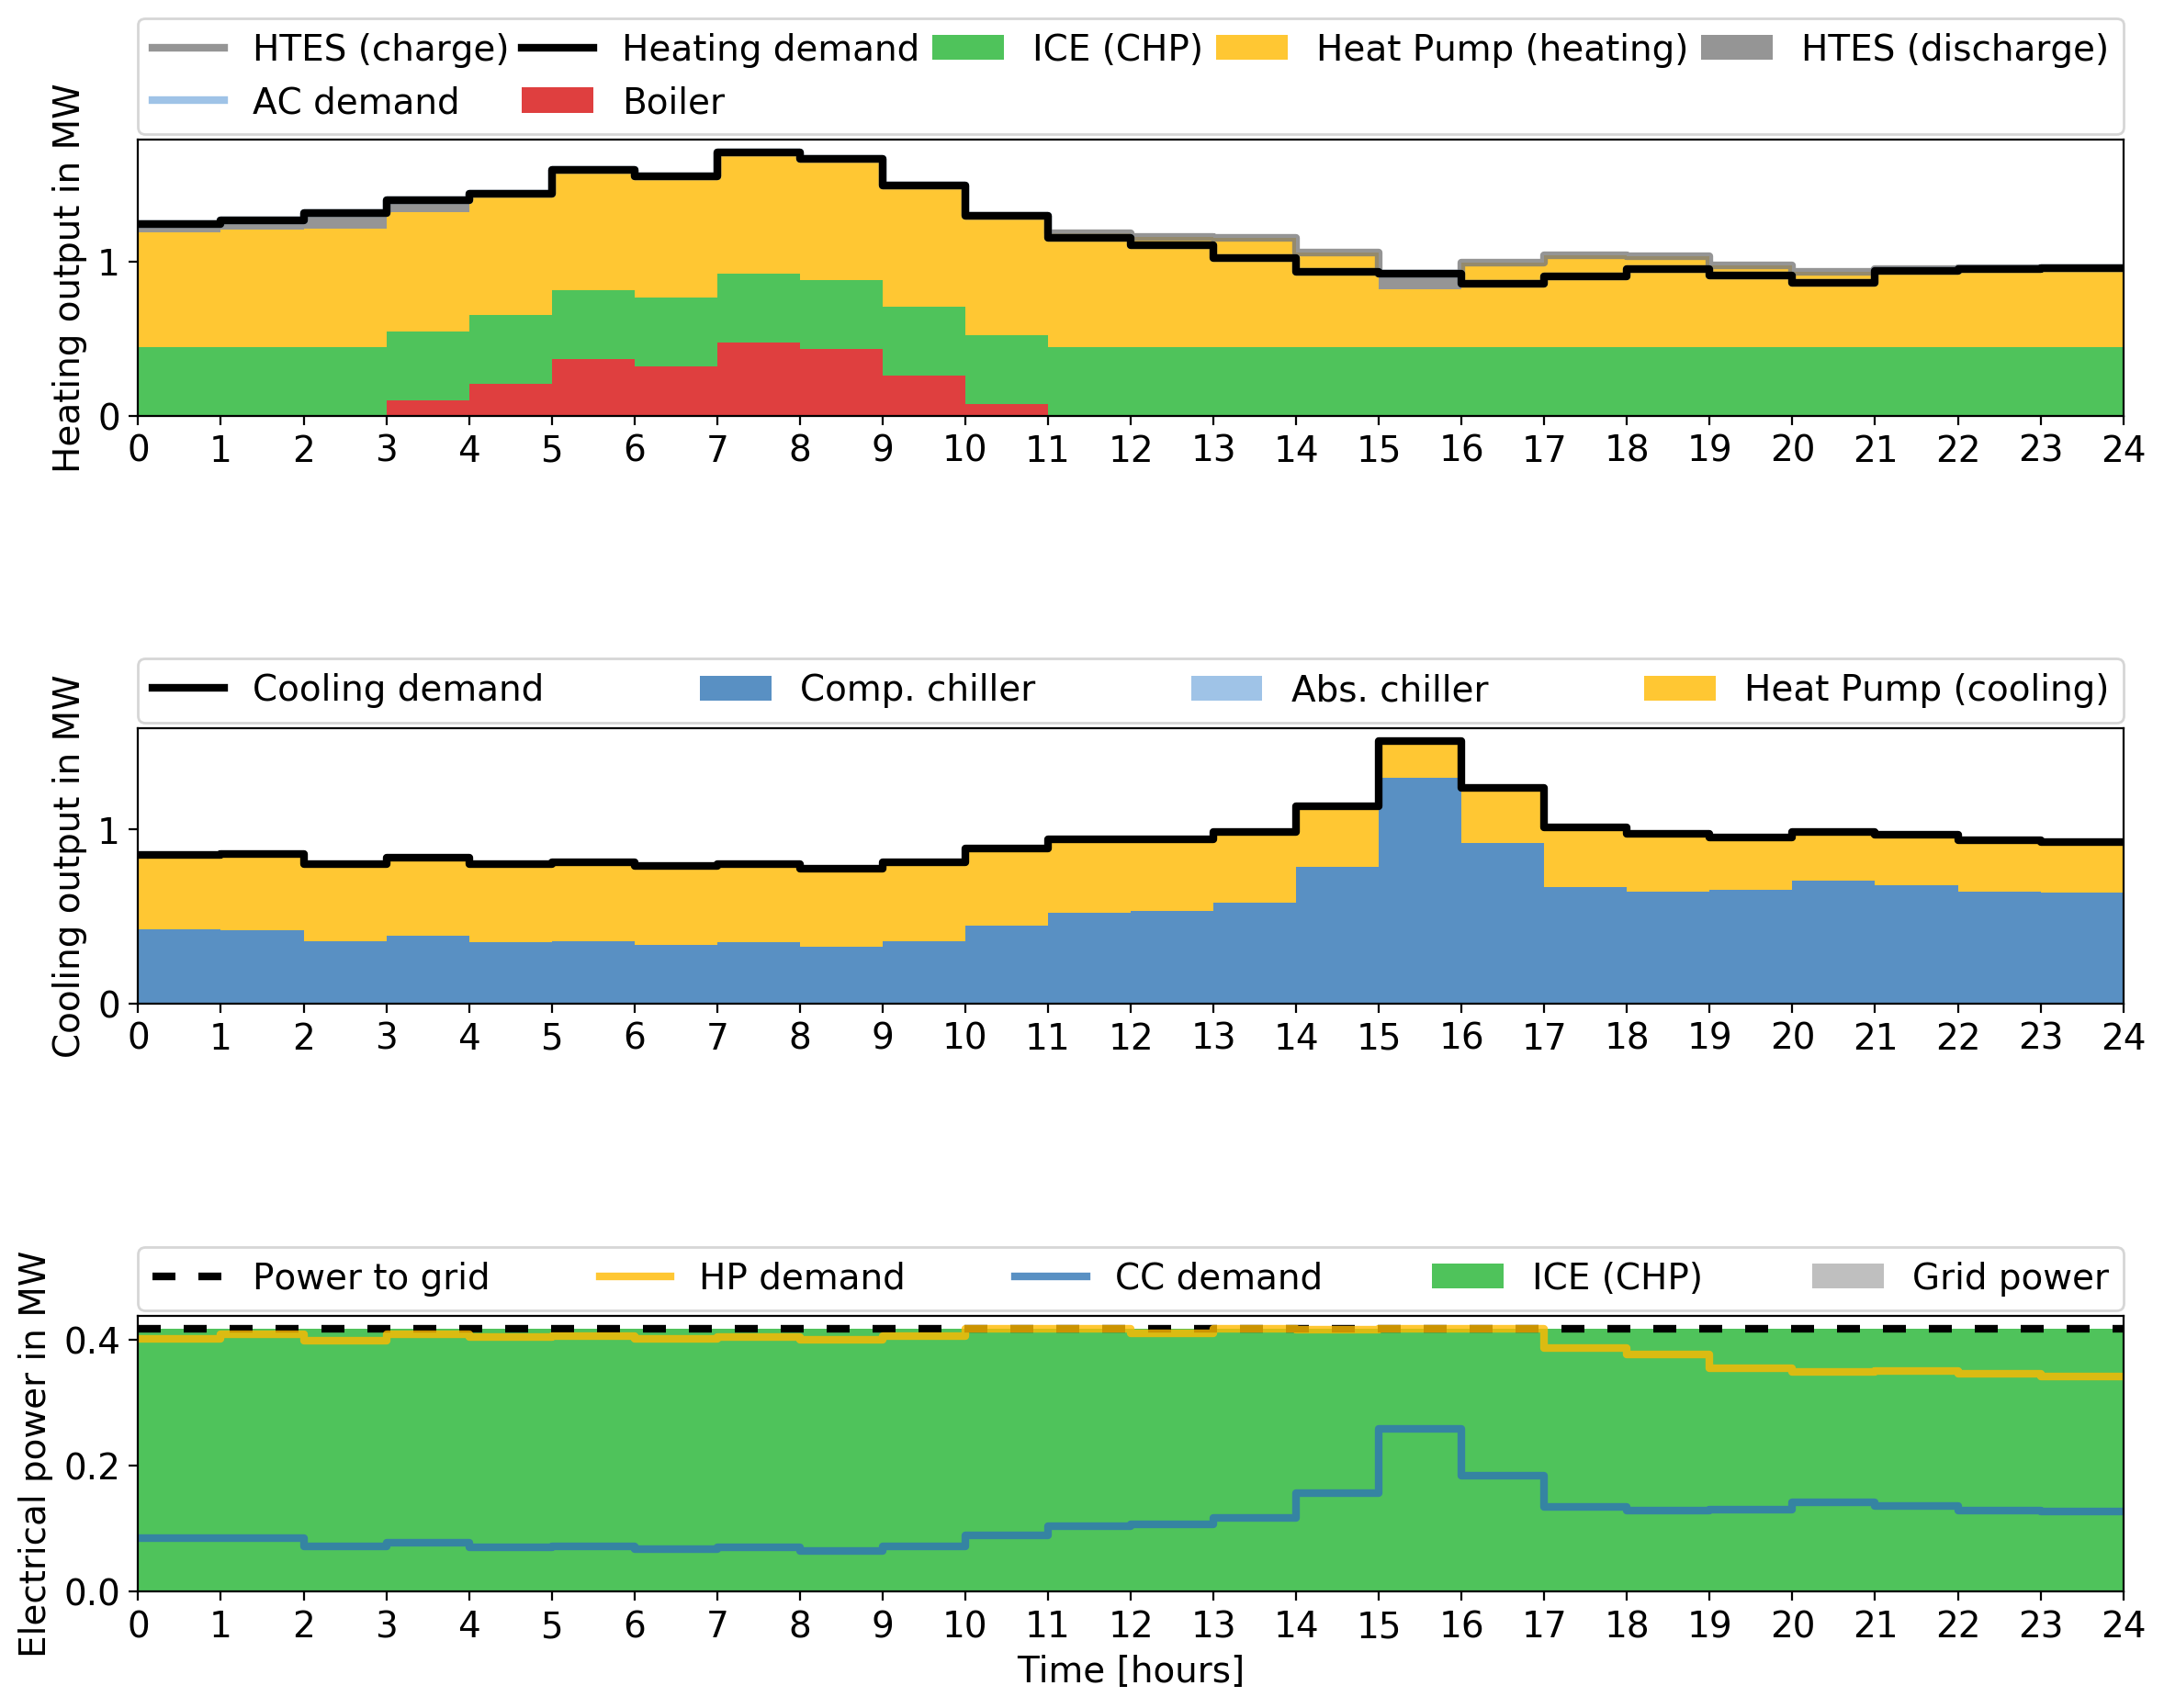 HTES (charge) Heating demand ICE (CHP) Heat Pump (heating) HTES (discharge)
AC demand Boiler
Heating output in MW
1
0
0 1 2 3 4 5 6 7 8 9 10 11 12 13 14 15 16 17 18 19 20 21 22 23 24
Cooling demand Comp. chiller Abs. chiller Heat Pump (cooling)
Cooling output in MW
1
0
0 1 2 3 4 5 6 7 8 9 10 11 12 13 14 15 16 17 18 19 20 21 22 23 24
Power to grid HP demand CC demand ICE (CHP) Grid power
Electrical power in MW
0.4
0.2
0.0
0 1 2 3 4 5 6 7 8 9 10 11 12 13 14 15 16 17 18 19 20 21 22 23 24
Time [hours]